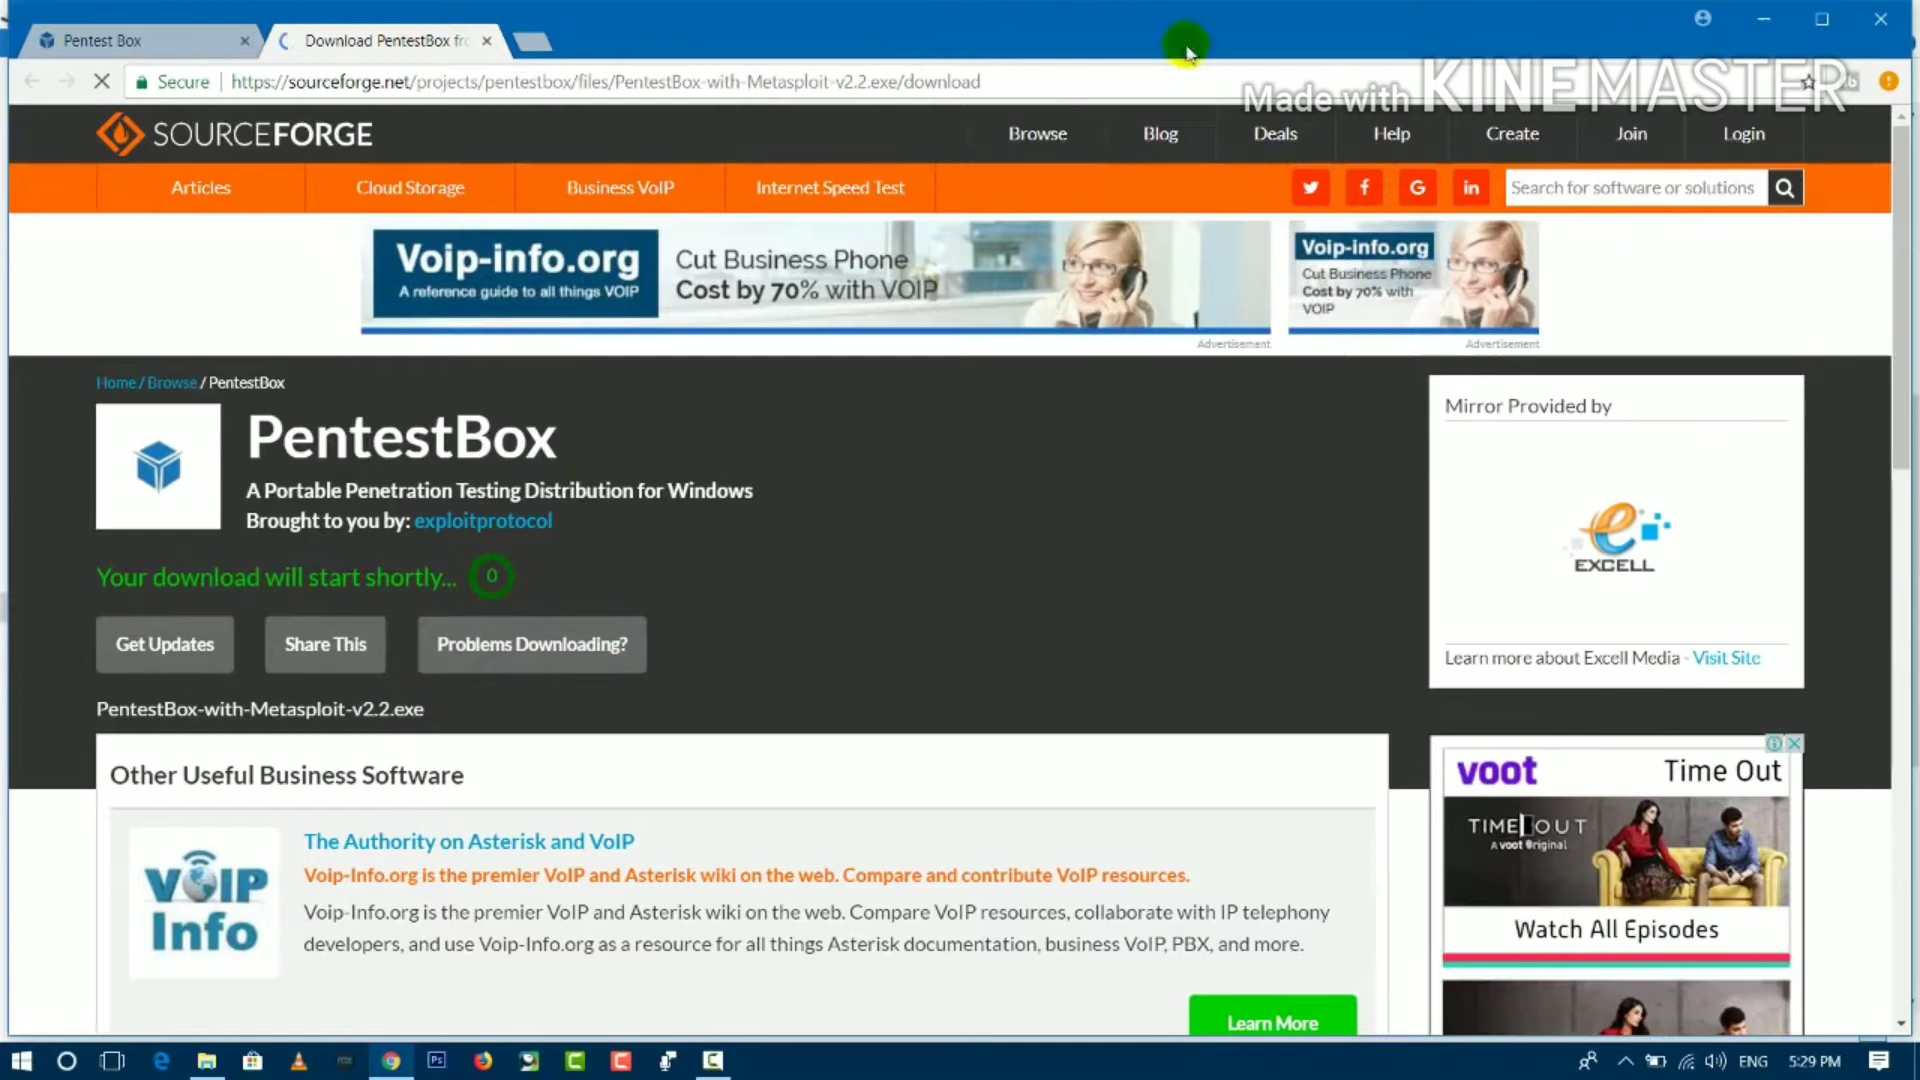 Pentest Box
Download PentestBox fr
Secure
https://sourceforge.net/projects/pentestbox/files/PentestBox-with-Metasploit-v2.2.exe/download
Made with KINEMASTER
SOURCEFORGE
Browse
Blog
Deals
Help
Create
Join
Login
Articles
Cloud Storage
Business VoIP
Internet Speed Test
Search for software or solutions
Voip-info.org
A reference guide to all things VOIP
Cut Business Phone
Cost by 70% with VOIP
Advertisement
Voip-info.org
Cut Business Phone
Cost by 70% with
VOIP
Advertisement
Home / Browse / PentestBox
PentestBox
A Portable Penetration Testing Distribution for Windows
Brought to you by: exploitprotocol
Your download will start shortly... 0
Get Updates
Share This
Problems Downloading?
PentestBox-with-Metasploit-v2.2.exe
Mirror Provided by
EXCELL
Learn more about Excell Media - Visit Site
Other Useful Business Software
VOIP
Info
The Authority on Asterisk and VoIP
Voip-Info.org is the premier VoIP and Asterisk wiki on the web. Compare and contribute VoIP resources.
Voip-Info.org is the premier VoIP and Asterisk wiki on the web. Compare VoIP resources, collaborate with IP telephony
developers, and use Voip-Info.org as a resource for all things Asterisk documentation, business VoIP, PBX, and more.
Learn More
voot
Time Out
TIME OUT
A voot Original
Watch All Episodes
Ps
ENG
5:29 PM